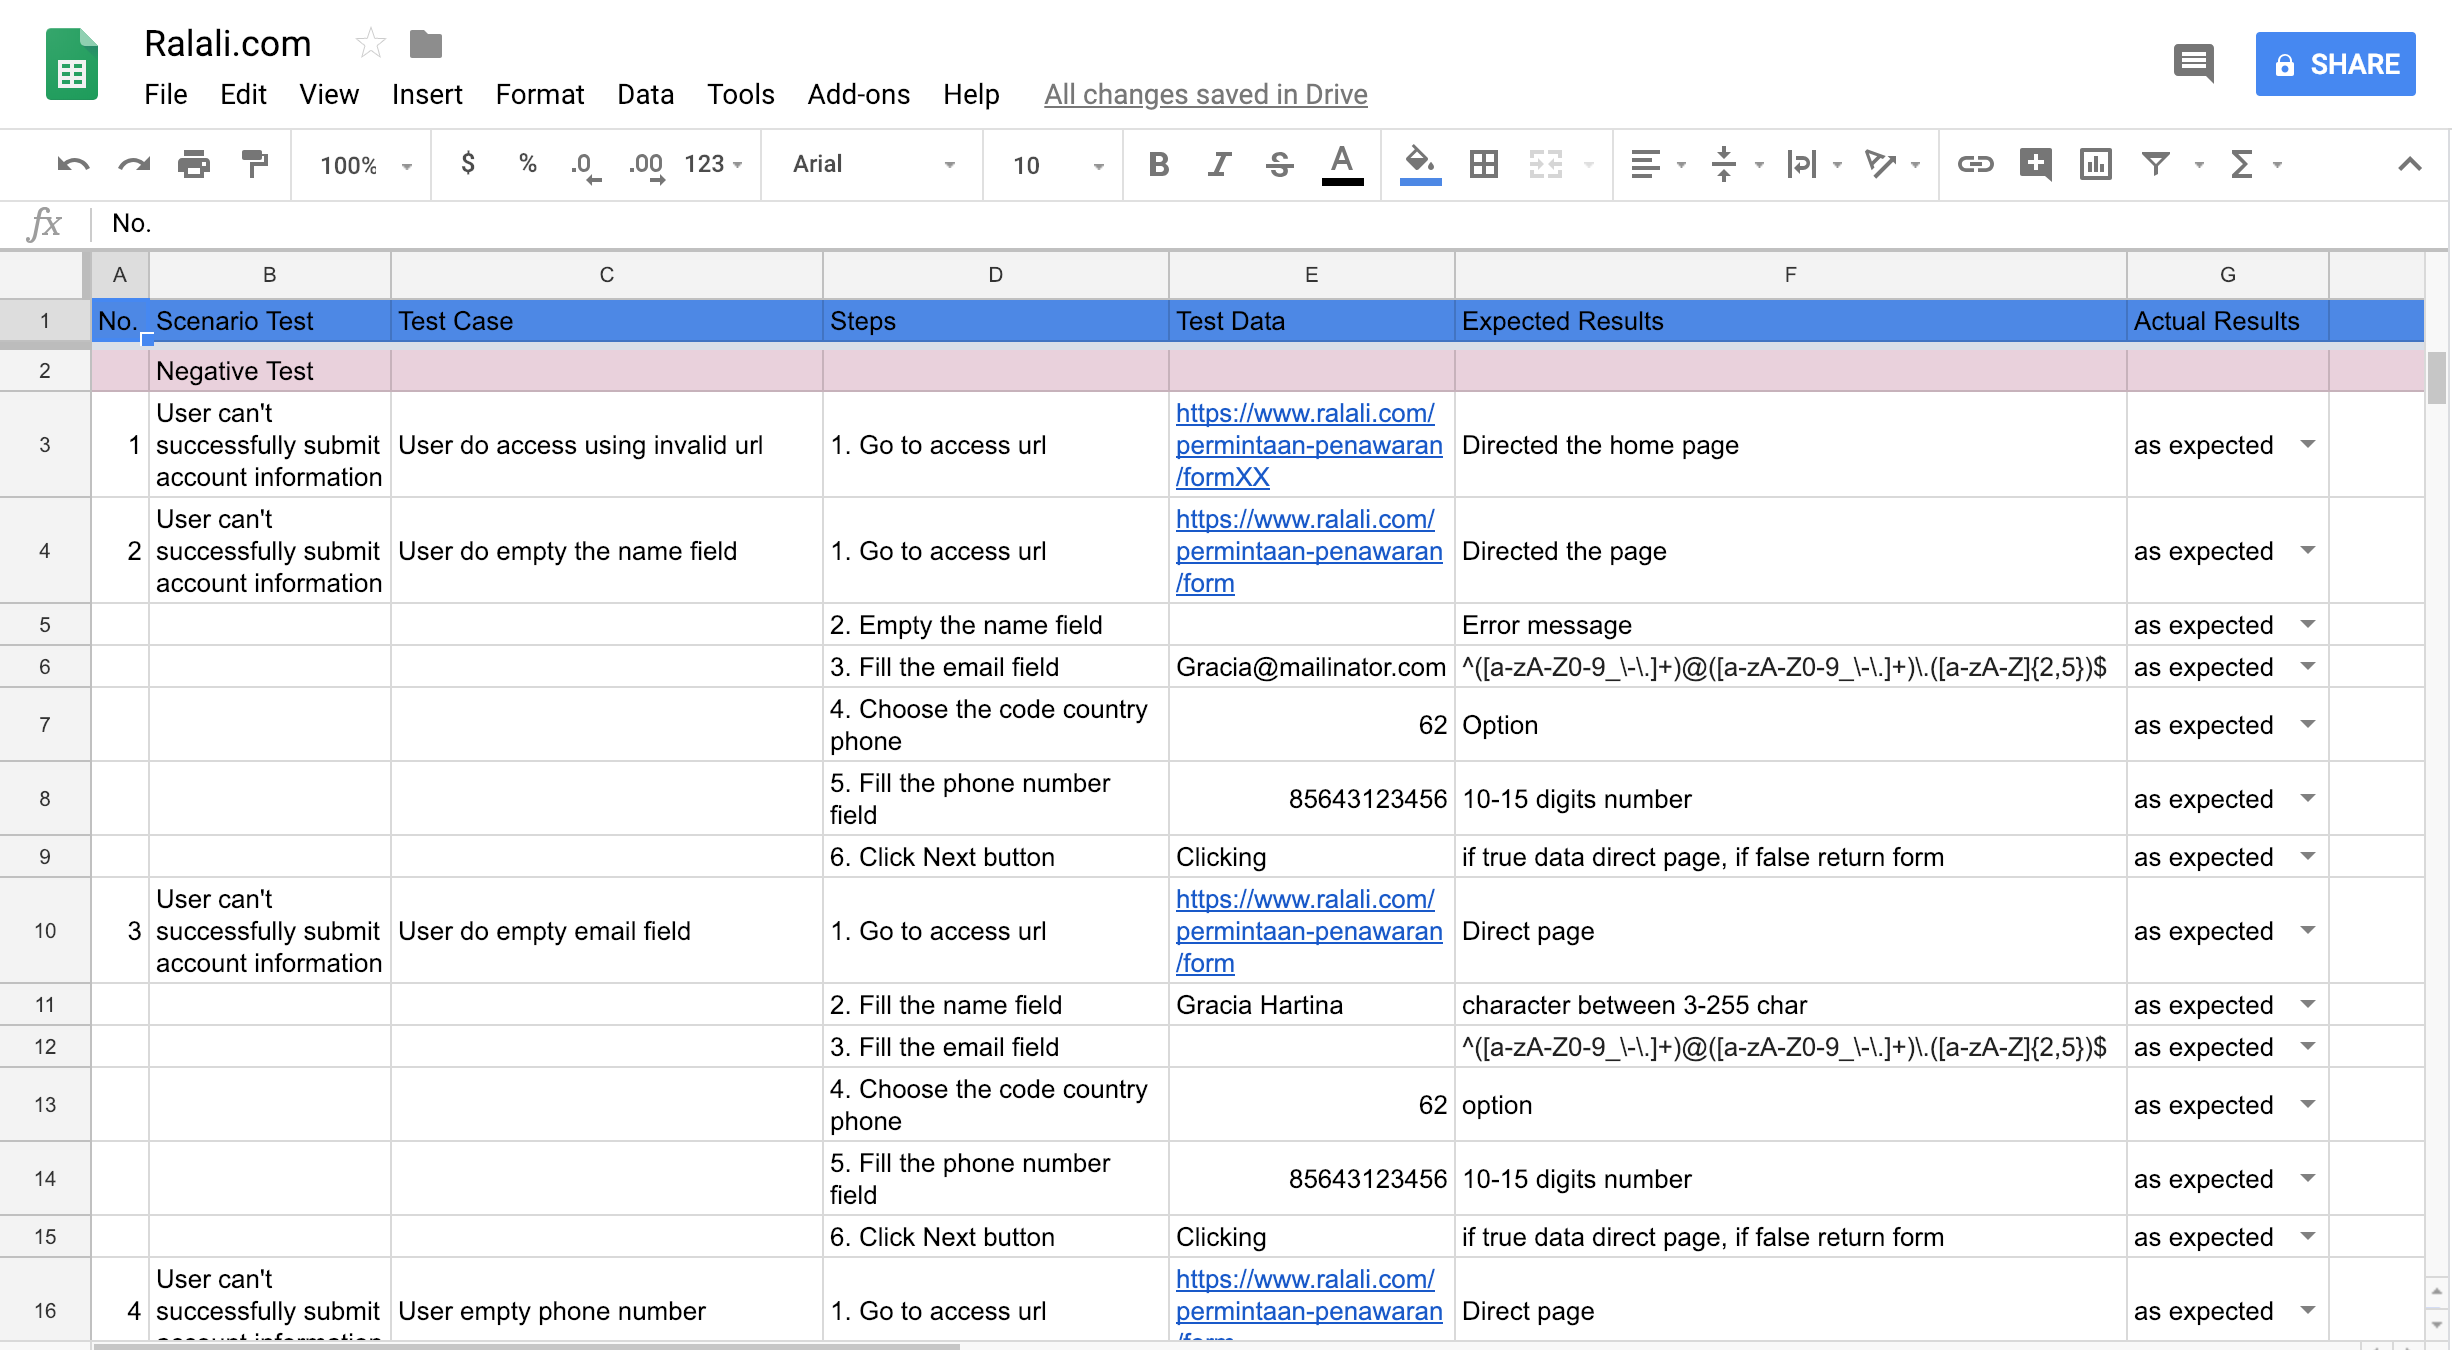 Ralali.com
File Edit View Insert Format Data Tools Add-ons Help All changes saved in Drive
SHARE
100% $ % .0 .00 123 Arial 10 B I S A
fx No.
A B C D E F G
1 No. Scenario Test Test Case Steps Test Data Expected Results Actual Results
2 Negative Test
User can't https://www.ralali.com/
3 1 successfully submit User do access using invalid url 1. Go to access url permintaan-penawaran Directed the home page as expected
account information /formXX
User can't https://www.ralali.com/
4 2 successfully submit User do empty the name field 1. Go to access url permintaan-penawaran Directed the page as expected
account information /form
5 2. Empty the name field Error message as expected
6 3. Fill the email field Gracia@mailinator.com ^([a-zA-Z0-9_\-\.]+)@([a-zA-Z0-9_\-\.]+)\.([a-zA-Z]{2,5})$ as expected
4. Choose the code country
7 62 Option as expected
phone
5. Fill the phone number
8 85643123456 10-15 digits number as expected
field
9 6. Click Next button Clicking if true data direct page, if false return form as expected
User can't https://www.ralali.com/
10 3 successfully submit User do empty email field 1. Go to access url permintaan-penawaran Direct page as expected
account information /form
11 2. Fill the name field Gracia Hartina character between 3-255 char as expected
12 3. Fill the email field ^([a-zA-Z0-9_\-\.]+)@([a-zA-Z0-9_\-\.]+)\.([a-zA-Z]{2,5})$ as expected
4. Choose the code country
13 62 option as expected
phone
5. Fill the phone number
14 85643123456 10-15 digits number as expected
field
15 6. Click Next button Clicking if true data direct page, if false return form as expected
User can't https://www.ralali.com/
16 4 successfully submit User empty phone number 1. Go to access url permintaan-penawaran Direct page as expected